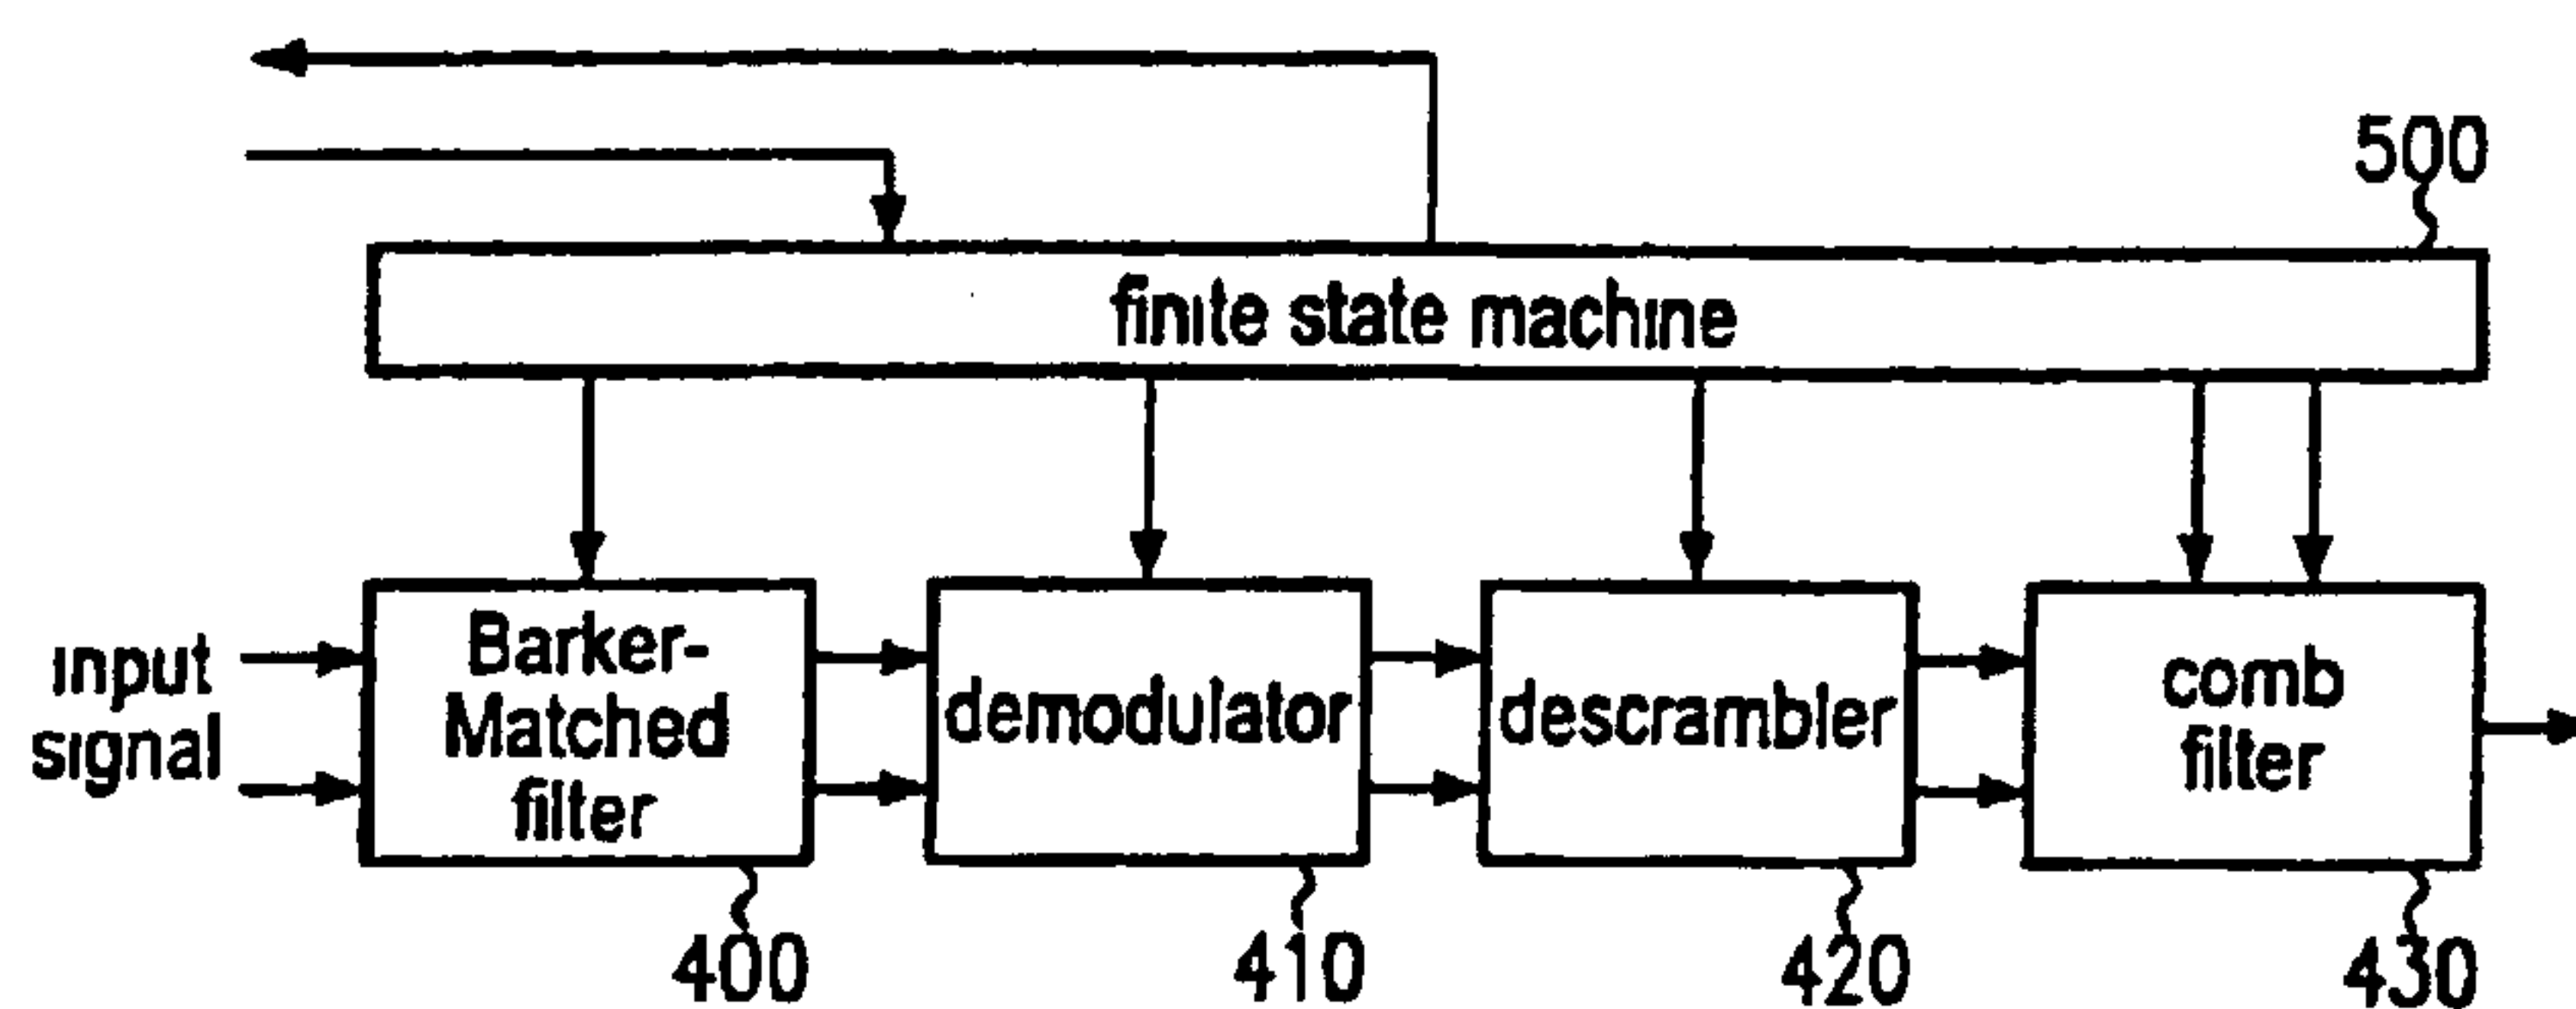 500
finite state machine
input
signal
Barker-
Matched
filter
demodulator
descrambler
comb
filter
400
410
420
430